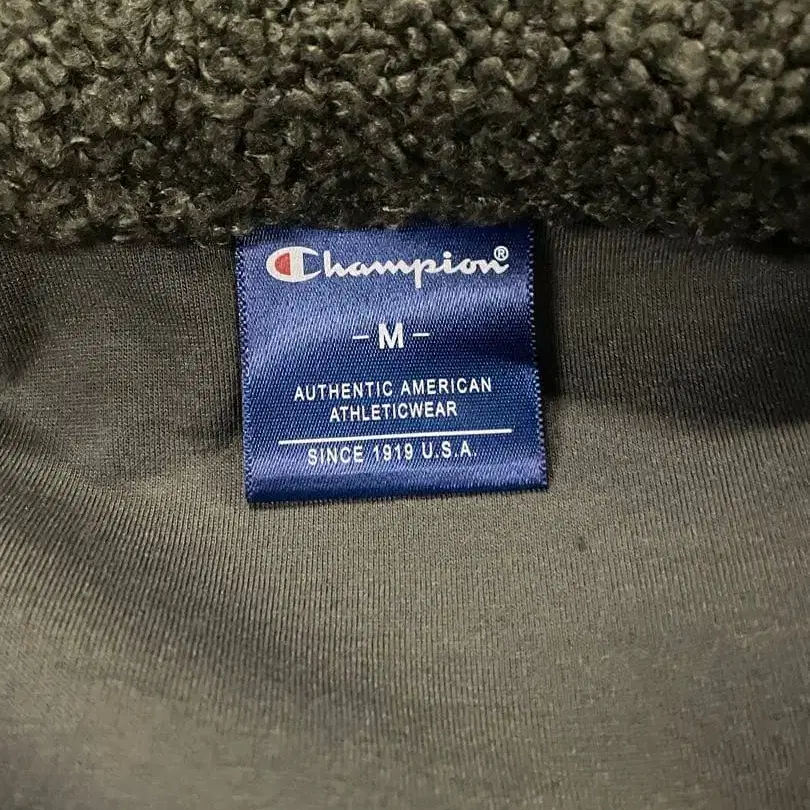 Champion®
- M -
AUTHENTIC AMERICAN
ATHLETICWEAR
SINCE 1919 U.S.A.